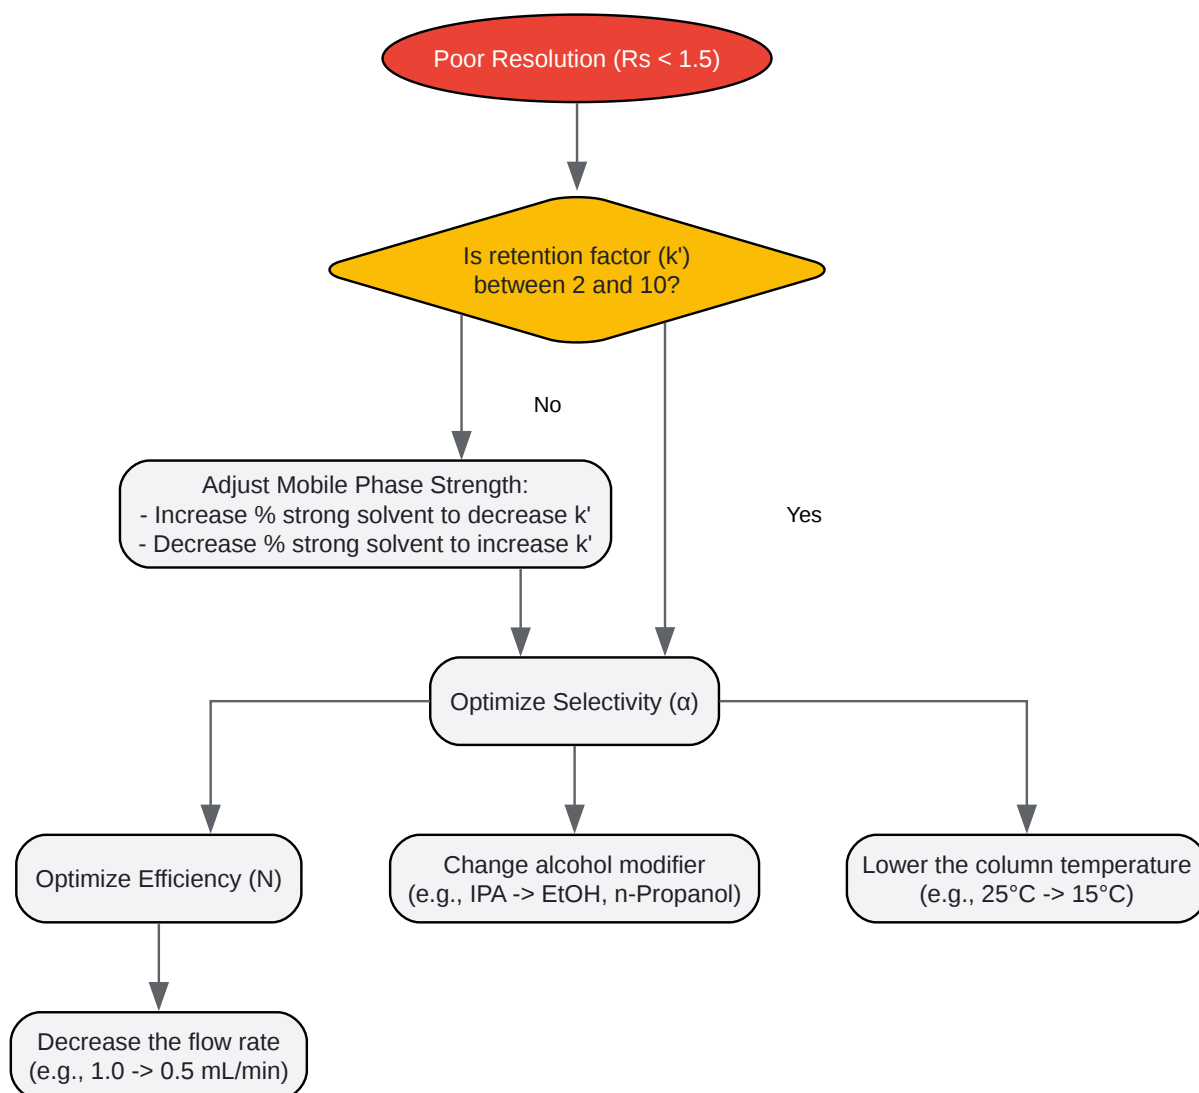 Poor Resolution (Rs < 1.5)
Is retention factor (k')
between 2 and 10?
No
Adjust Mobile Phase Strength:
- Increase % strong solvent to decrease k'
- Decrease % strong solvent to increase k'
Yes
Optimize Selectivity (α)
Optimize Efficiency (N)
Change alcohol modifier
(e.g., IPA -> EtOH, n-Propanol)
Lower the column temperature
(e.g., 25°C -> 15°C)
Decrease the flow rate
(e.g., 1.0 -> 0.5 mL/min)